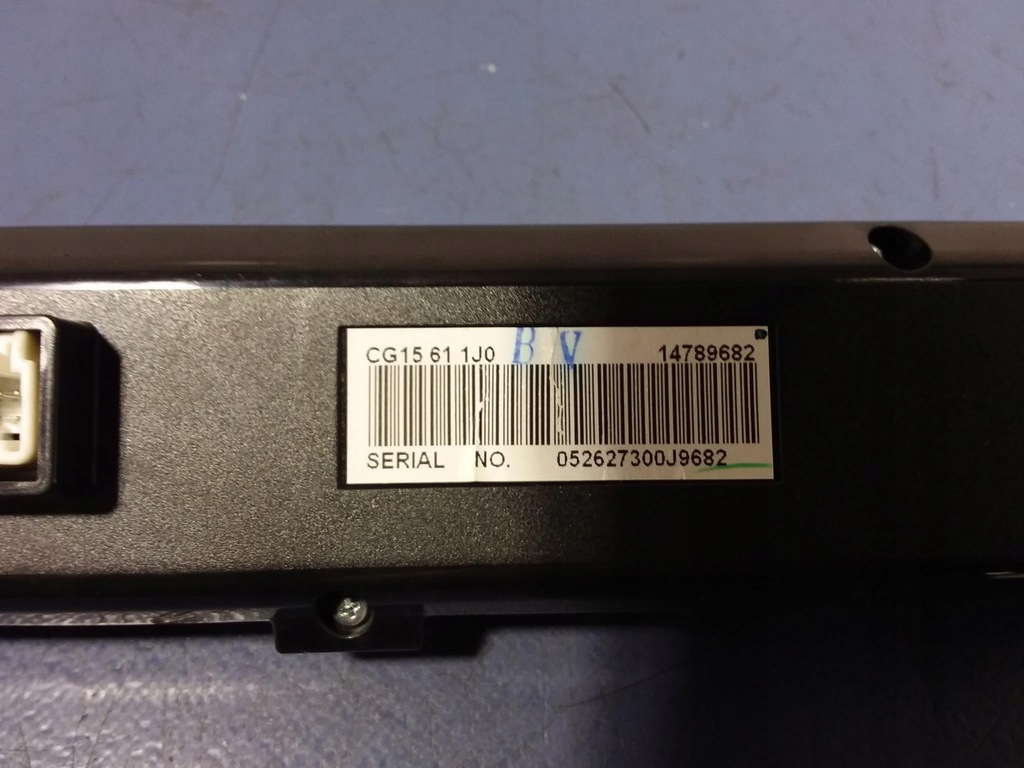 CG15 61 1J0 B V 14789682
SERIAL NO. 052627300J9682